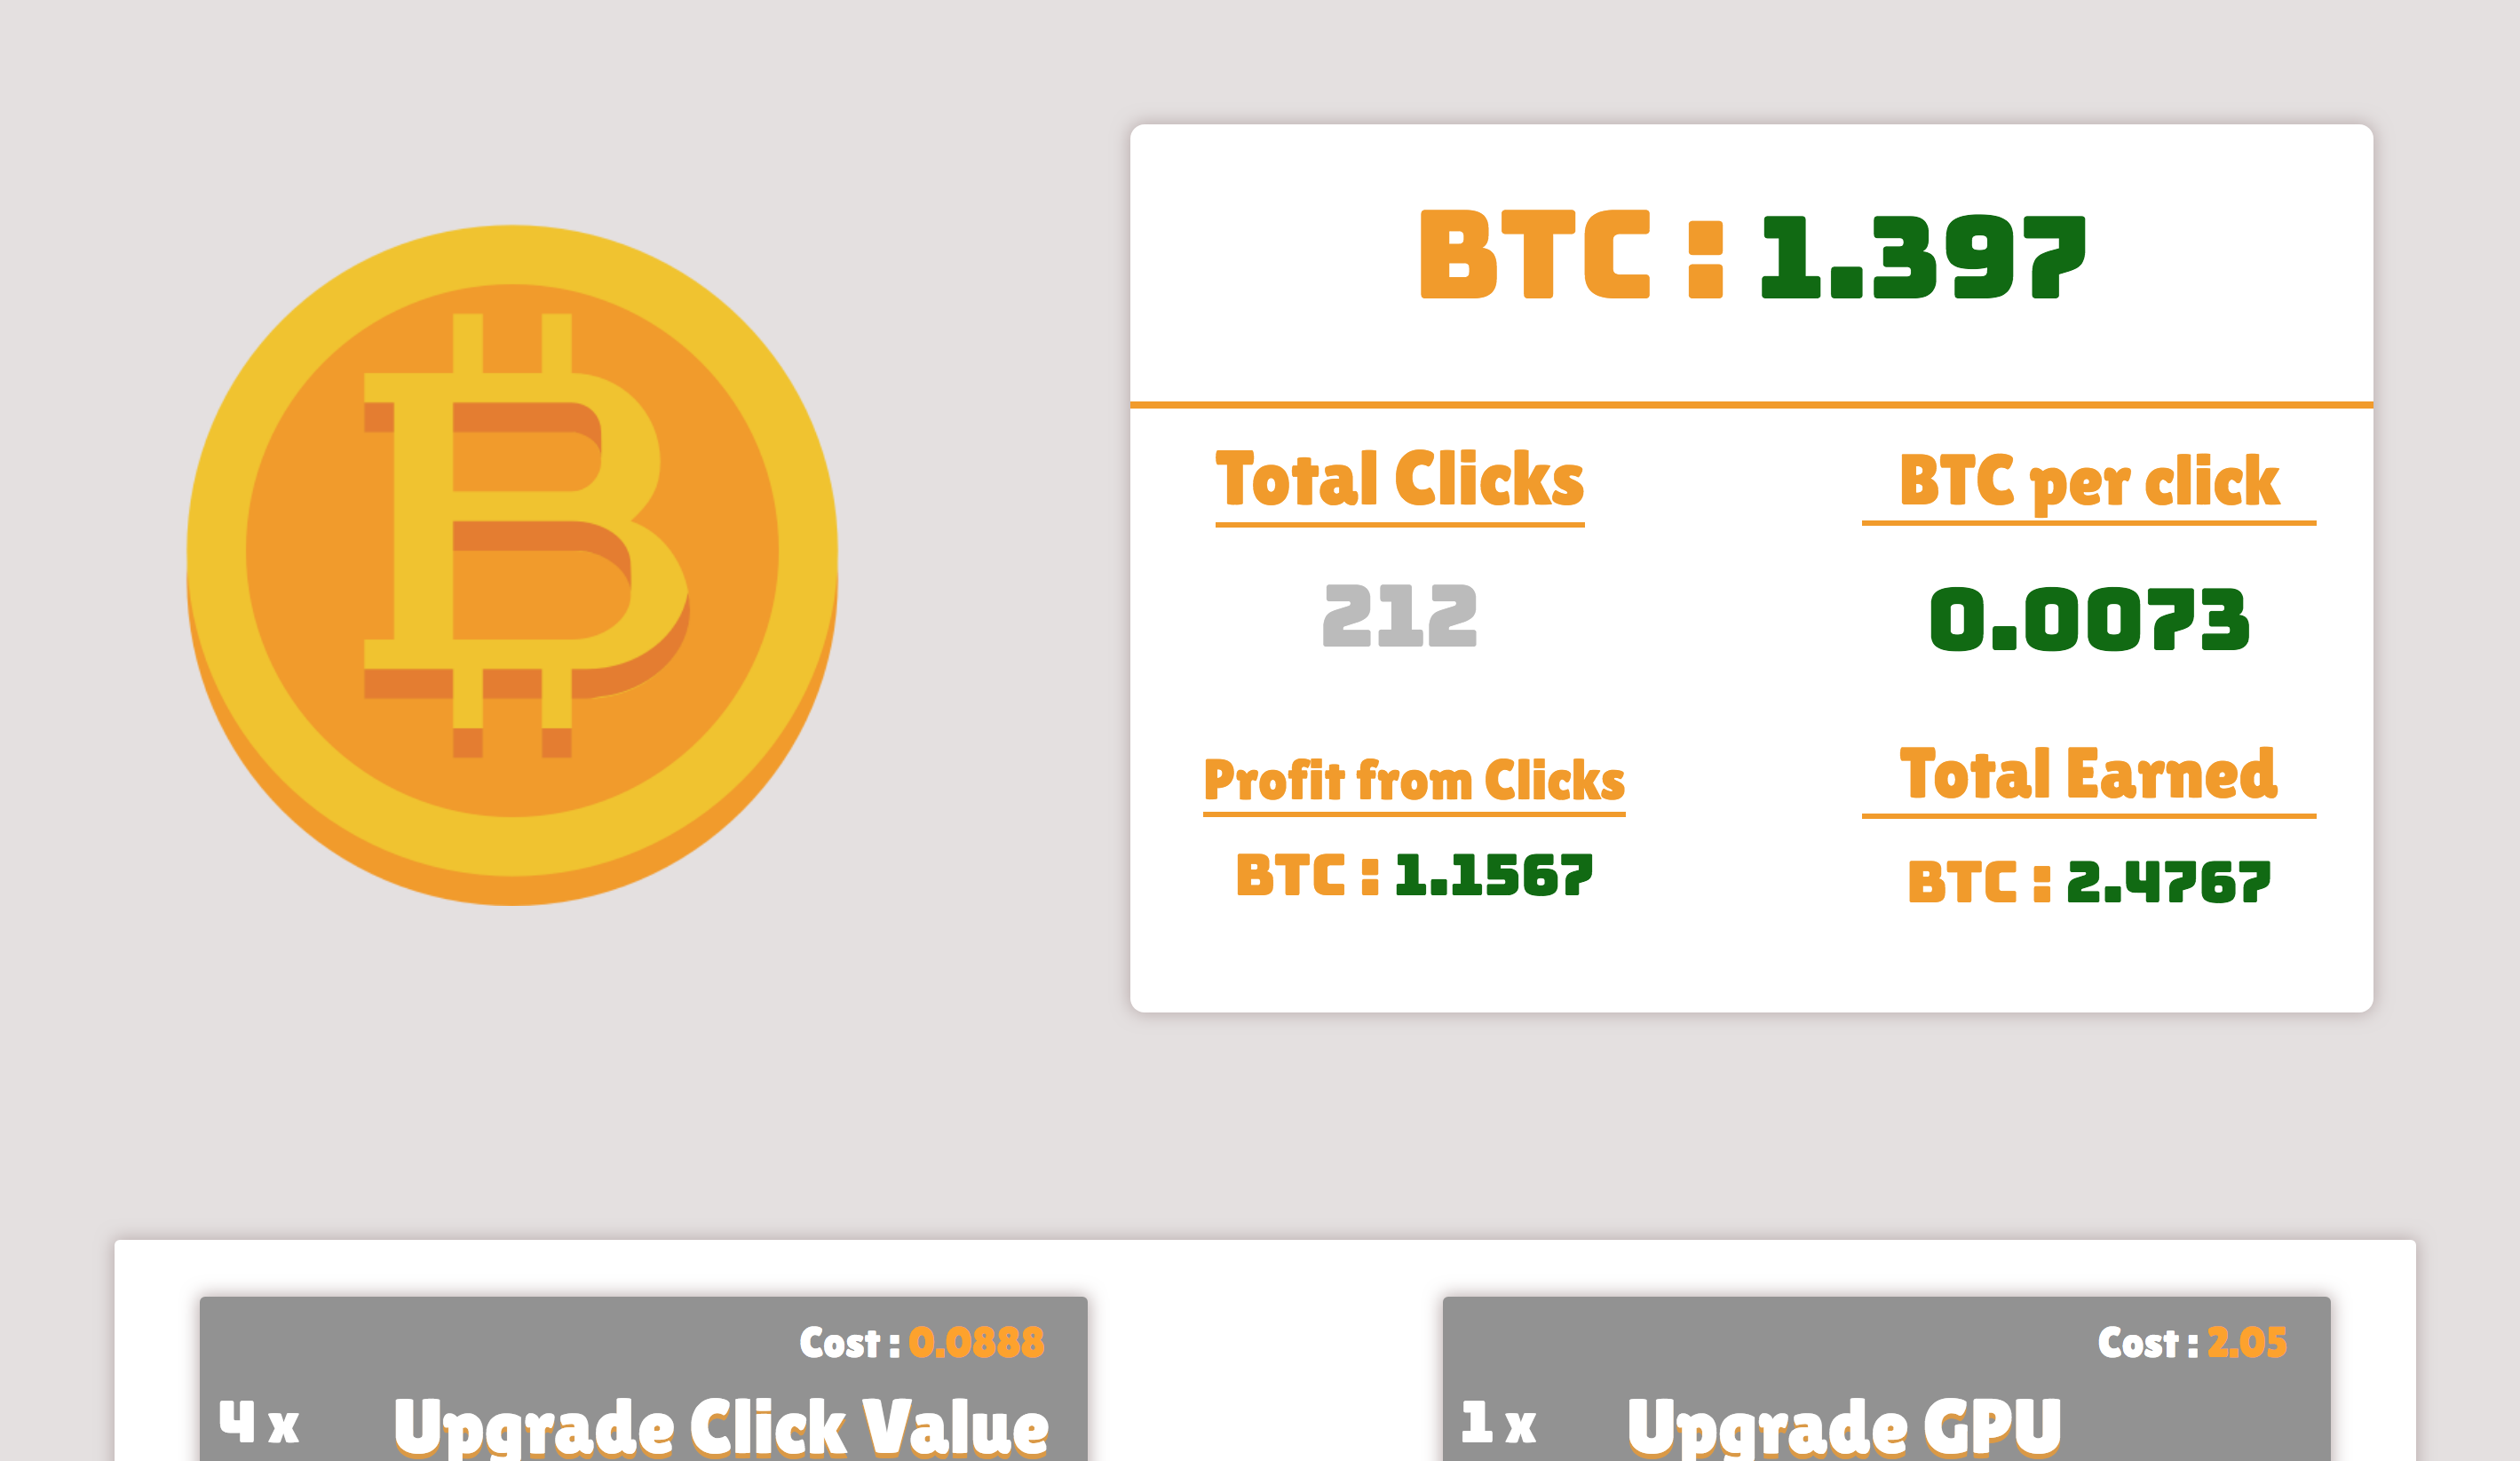 BTC : 1.397
Total Clicks
BTC per click
212
0.0073
Profit from Clicks
Total Earned
BTC : 1.1567
BTC : 2.4767
Cost : 0.0888
4 x Upgrade Click Value
Cost : 2.05
1 x Upgrade GPU